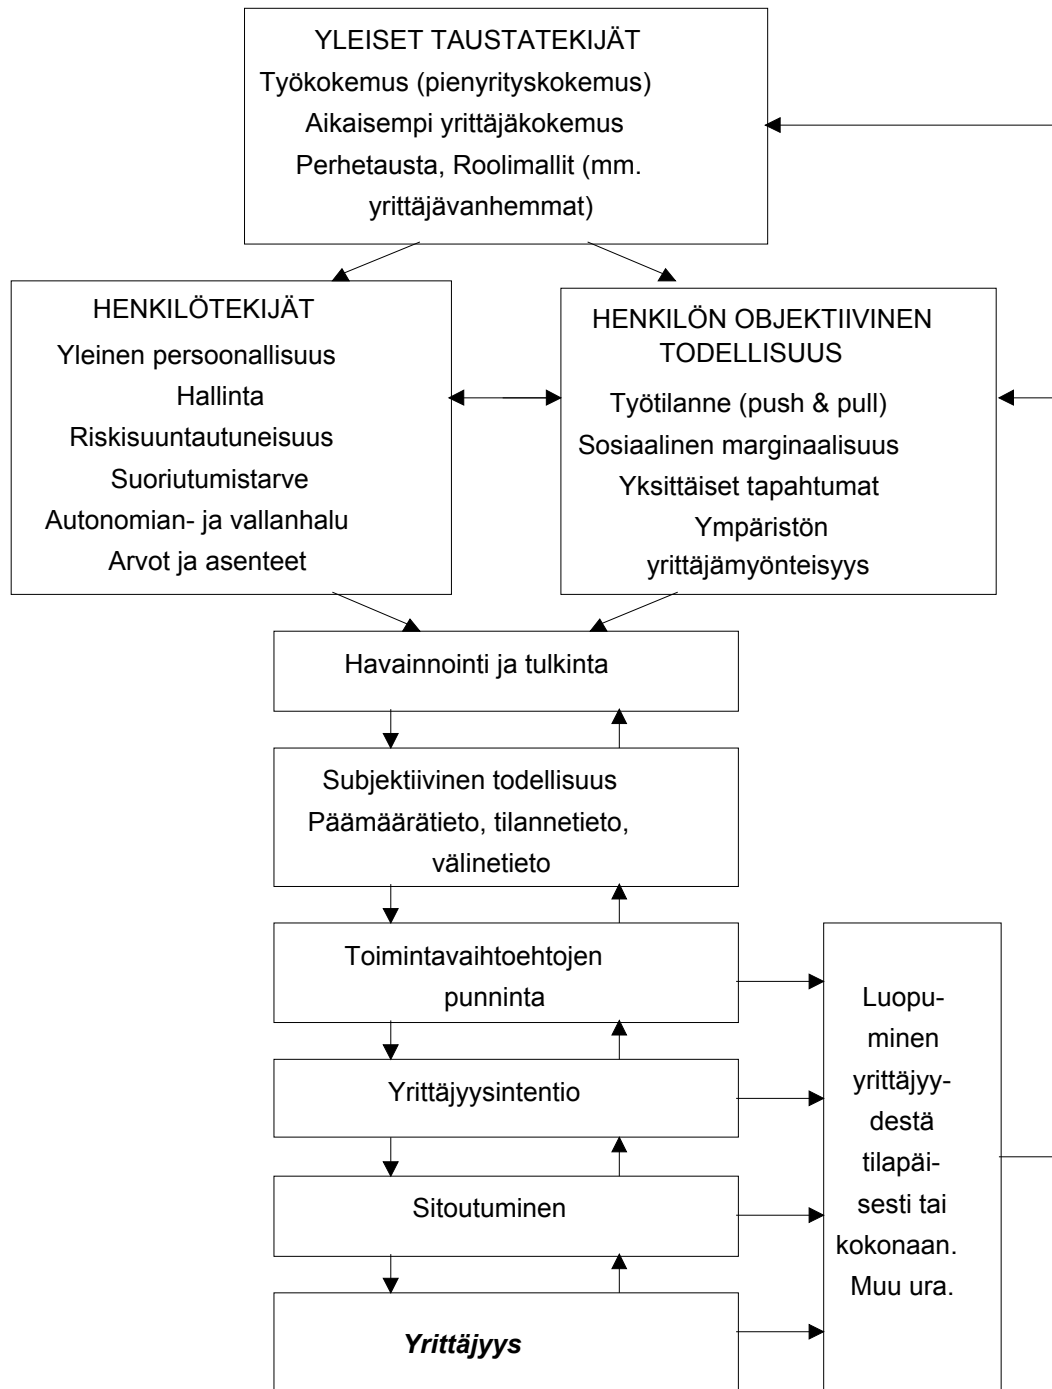 YLEISET TAUSTATEKIJÄT
Työkokemus (pienyrityskokemus)
Aikaisempi yrittäjäkokemus
Perhetausta, Roolimallit (mm.
yrittäjävanhemmat)
HENKILÖTEKIJÄT
Yleinen persoonallisuus
Hallinta
Riskisuuntautuneisuus
Suoriutumistarve
Autonomian- ja vallanhalu
Arvot ja asenteet
HENKILÖN OBJEKTIIVINEN
TODELLISUUS
Työtilanne (push & pull)
Sosiaalinen marginaalisuus
Yksittäiset tapahtumat
Ympäristön
yrittäjämyönteisyys
Havainnointi ja tulkinta
Subjektiivinen todellisuus
Päämäärätieto, tilannetieto,
välinetieto
Toimintavaihtoehtojen
punninta
Yrittäjyysintentio
Sitoutuminen
Yrittäjyys
Luopu-
minen
yrittäjyy-
destä
tilapäi-
sesti tai
kokonaan.
Muu ura.